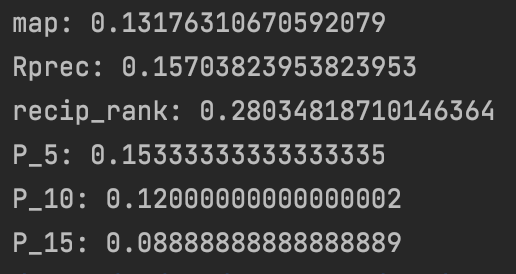 map: 0.13176310670592079
Rprec: 0.15703823953823953
recip_rank: 0.28034818710146364
P_5: 0.15333333333333335
P_10: 0.12000000000000002
P_15: 0.08888888888888889